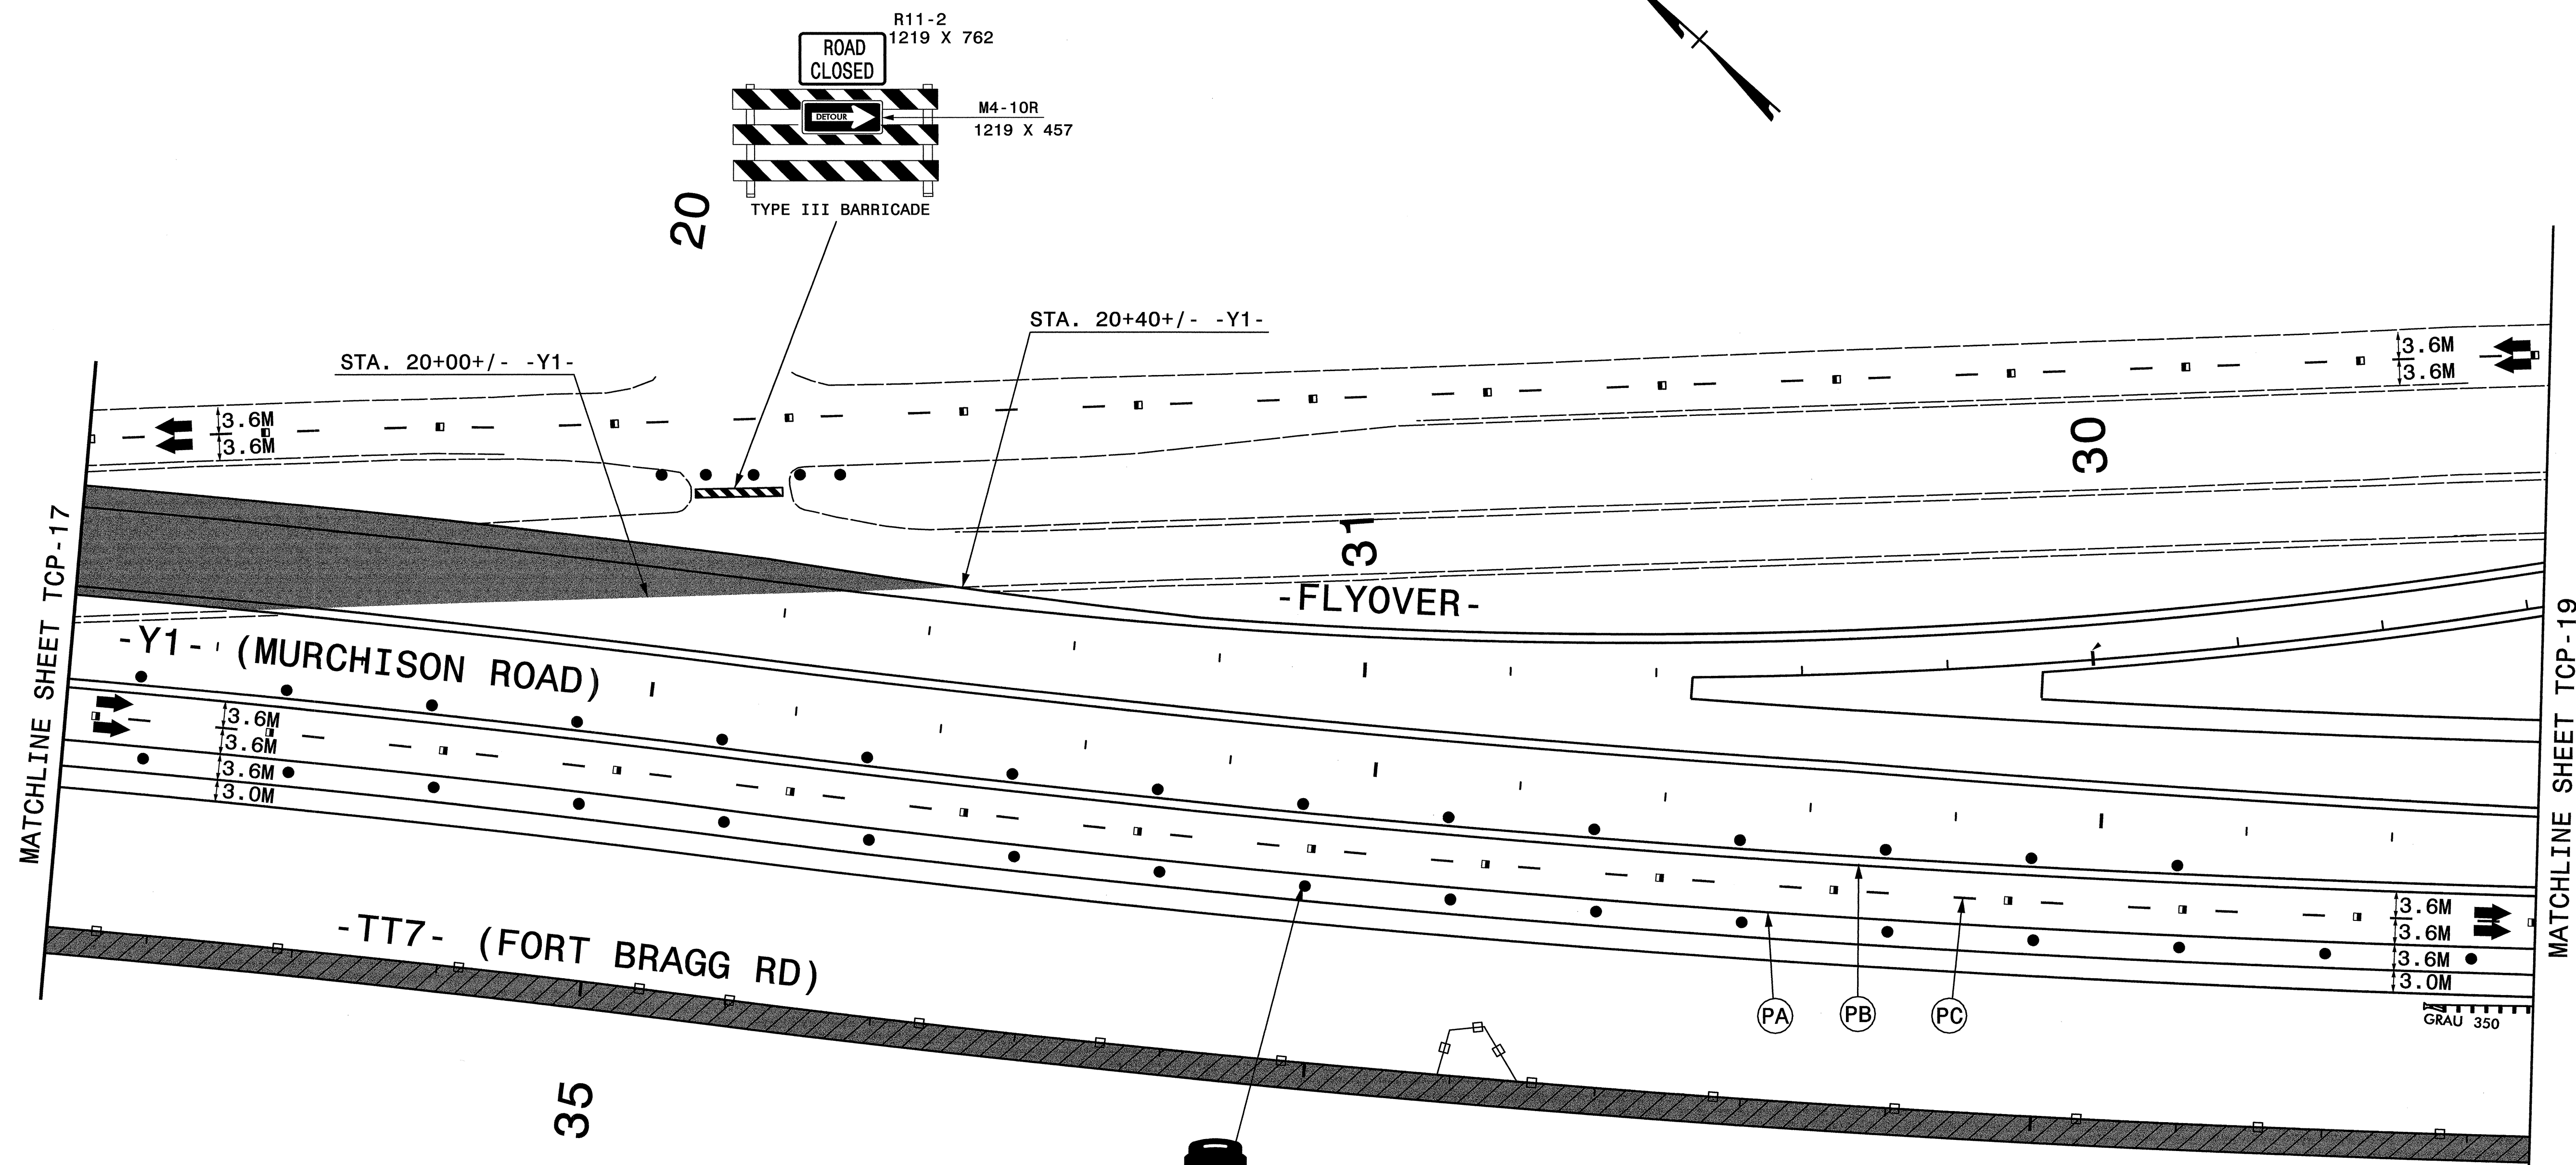 R11-2
1219 X 762
ROAD
CLOSED
DETOUR
M4-10R
1219 X 457
TYPE III BARRICADE
20
STA. 20+40+/- -Y1-
STA. 20+00+/- -Y1-
3.6M
3.6M
3.6M
3.6M
30
31
-FLYOVER-
MATCHLINE SHEET TCP-17
MATCHLINE SHEET TCP-19
-Y1- (MURCHISON ROAD)
3.6M
3.6M
3.6M
3.0M
3.6M
3.6M
3.6M
3.0M
-TT7- (FORT BRAGG RD)
PA
PB
PC
GRAU 350
35